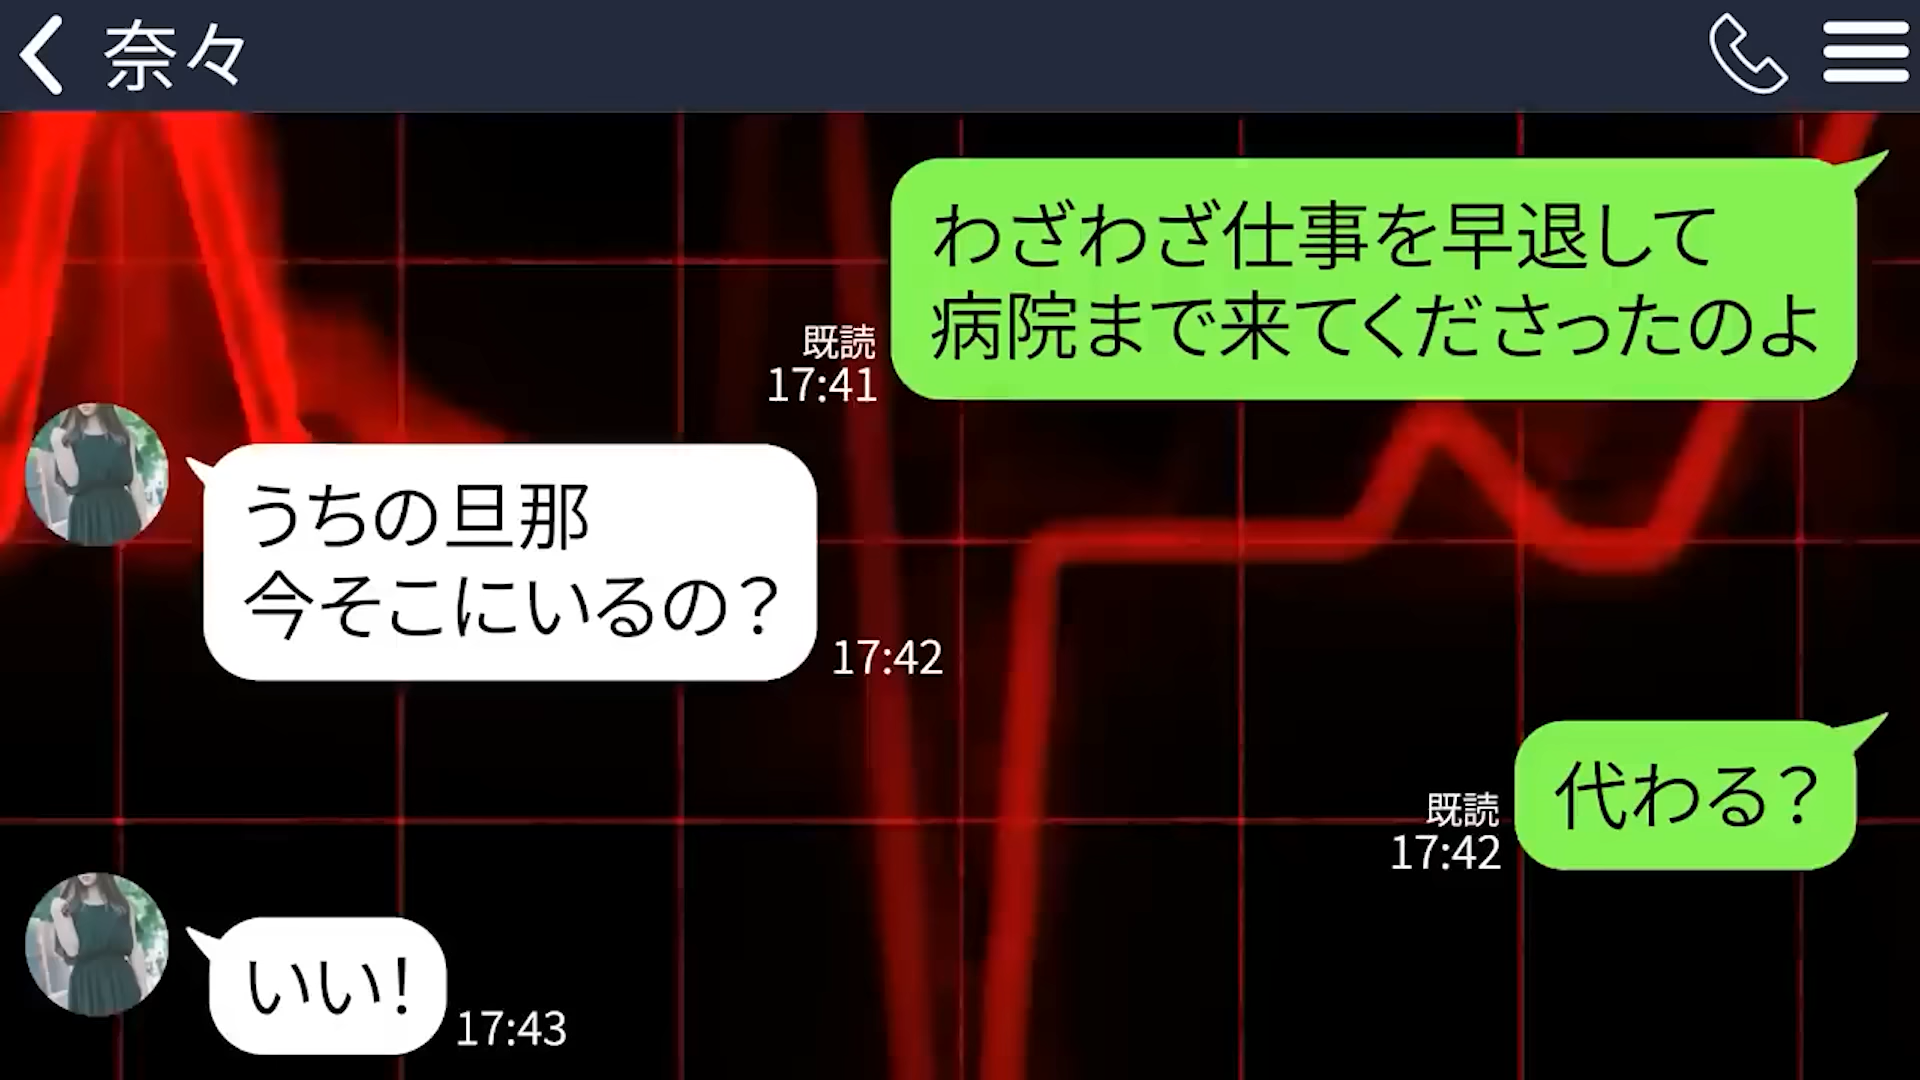 奈々
わざわざ仕事を早退して
病院まで来てくださったのよ
既読
17:41
うちの旦那
今そこにいるの？
17:42
代わる？
既読
17:42
いい！
17:43